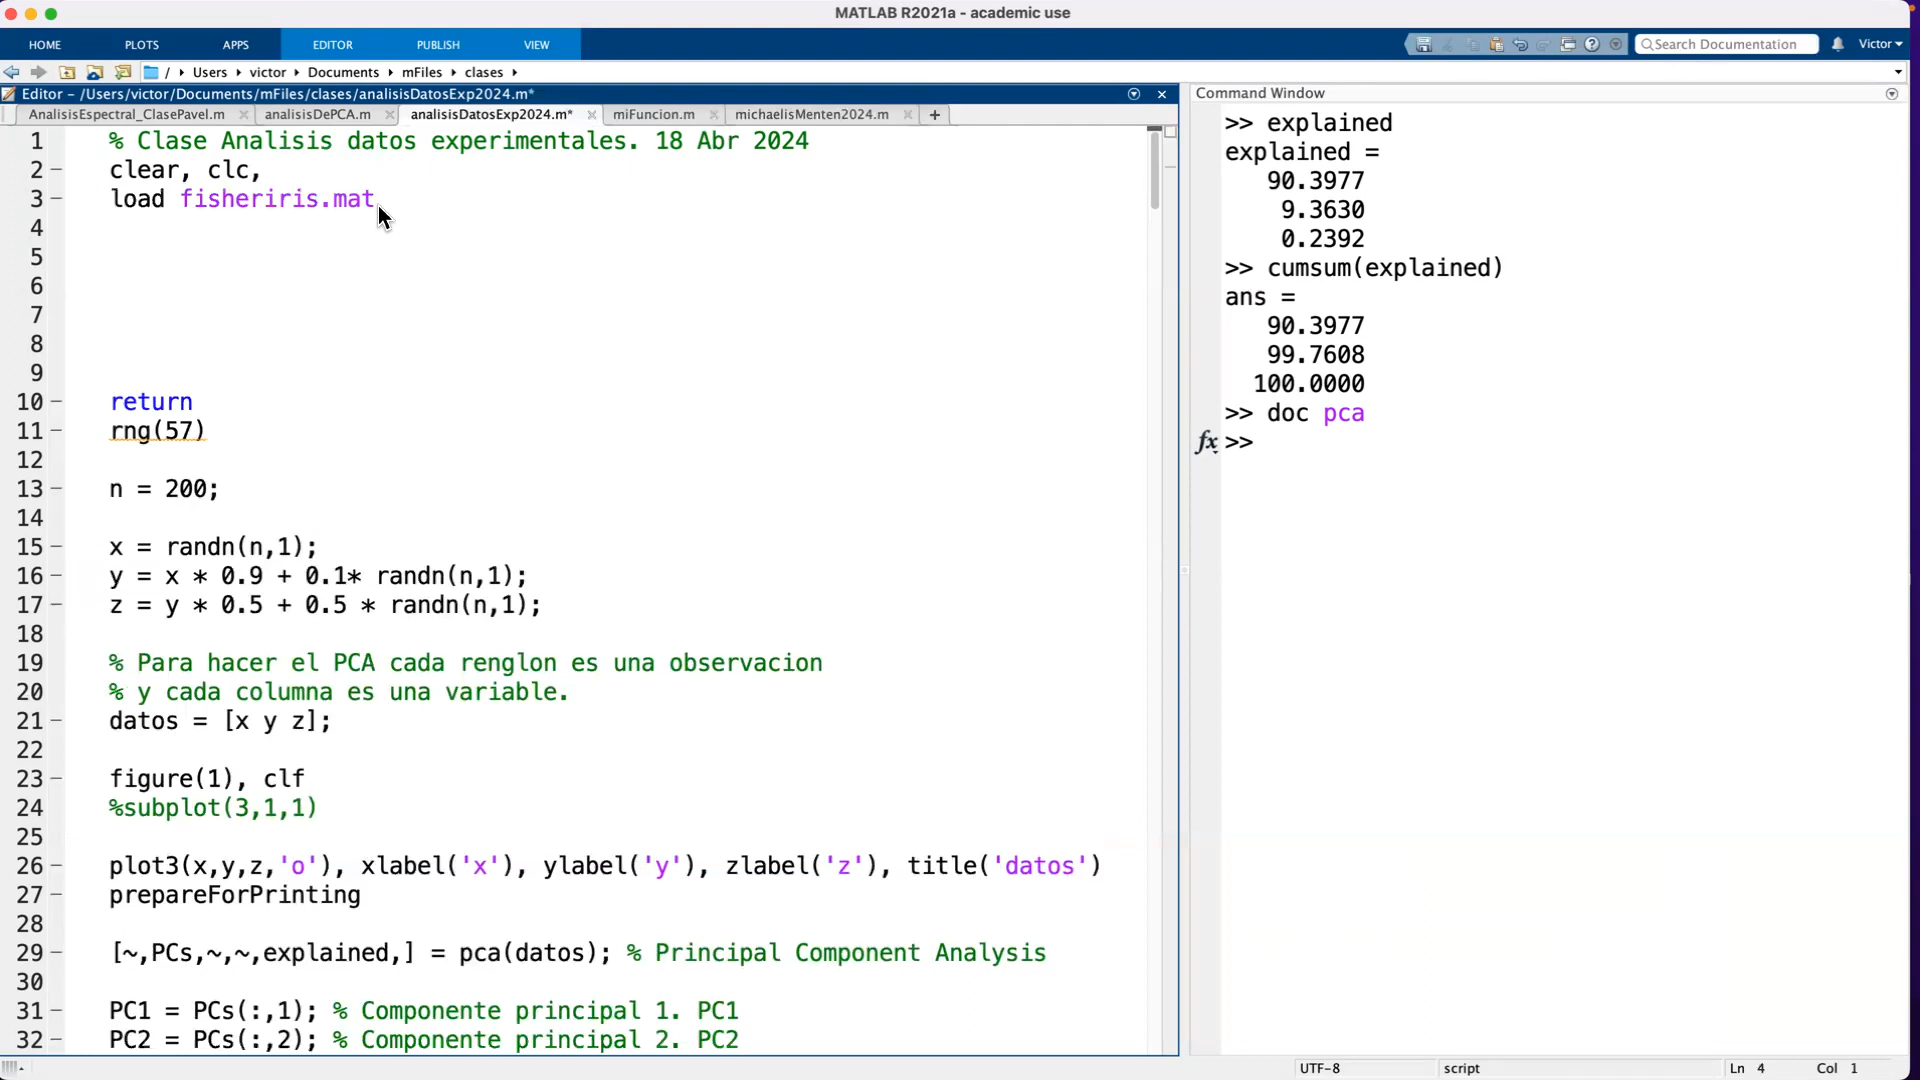 MATLAB R2021a - academic use
HOME PLOTS APPS EDITOR PUBLISH VIEW Search Documentation Victor
/ Users victor Documents mFiles clases
Editor - /Users/victor/Documents/mFiles/clases/analisisDatosExp2024.m*
AnalisisEspectral_ClasePavel.m analisisDePCA.m analisisDatosExp2024.m* miFuncion.m michaelisMenten2024.m +
1 % Clase Analisis datos experimentales. 18 Abr 2024
2 clear, clc,
3 load fisheriris.mat
4
5
6
7
8
9
10 return
11 rng(57)
12
13 n = 200;
14
15 x = randn(n,1);
16 y = x * 0.9 + 0.1* randn(n,1);
17 z = y * 0.5 + 0.5 * randn(n,1);
18
19 % Para hacer el PCA cada renglon es una observacion
20 % y cada columna es una variable.
21 datos = [x y z];
22
23 figure(1), clf
24 %subplot(3,1,1)
25
26 plot3(x,y,z,'o'), xlabel('x'), ylabel('y'), zlabel('z'), title('datos')
27 prepareForPrinting
28
29 [~,PCs,~,~,explained,] = pca(datos); % Principal Component Analysis
30
31 PC1 = PCs(:,1); % Componente principal 1. PC1
32 PC2 = PCs(:,2); % Componente principal 2. PC2
Command Window
>> explained
explained =
90.3977
9.3630
0.2392
>> cumsum(explained)
ans =
90.3977
99.7608
100.0000
>> doc pca
fx >>
UTF-8 script Ln 4 Col 1